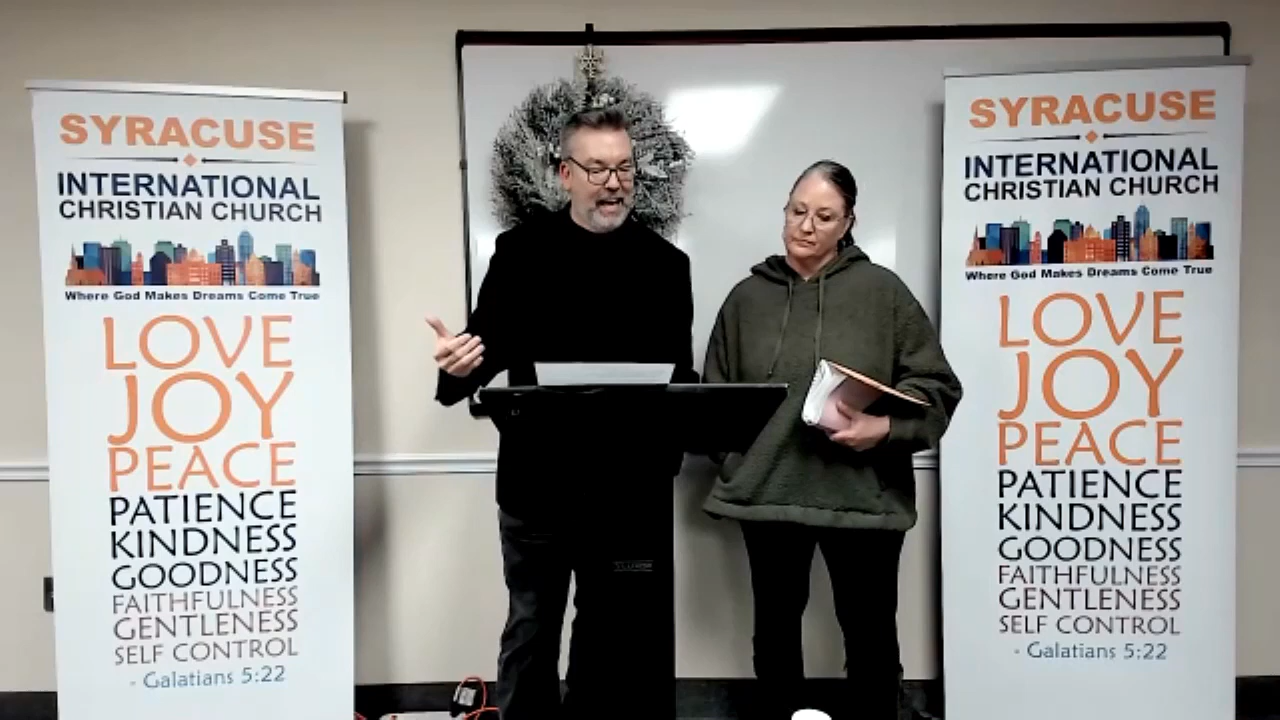 SYRACUSE
INTERNATIONAL
CHRISTIAN CHURCH
Where God Makes Dreams Come True
LOVE
JOY
PEACE
PATIENCE
KINDNESS
GOODNESS
FAITHFULNESS
GENTLENESS
SELF CONTROL
- Galatians 5:22
SYRACUSE
INTERNATIONAL
CHRISTIAN CHURCH
Where God Makes Dreams Come True
LOVE
JOY
PEACE
PATIENCE
KINDNESS
GOODNESS
FAITHFULNESS
GENTLENESS
SELF CONTROL
- Galatians 5:22